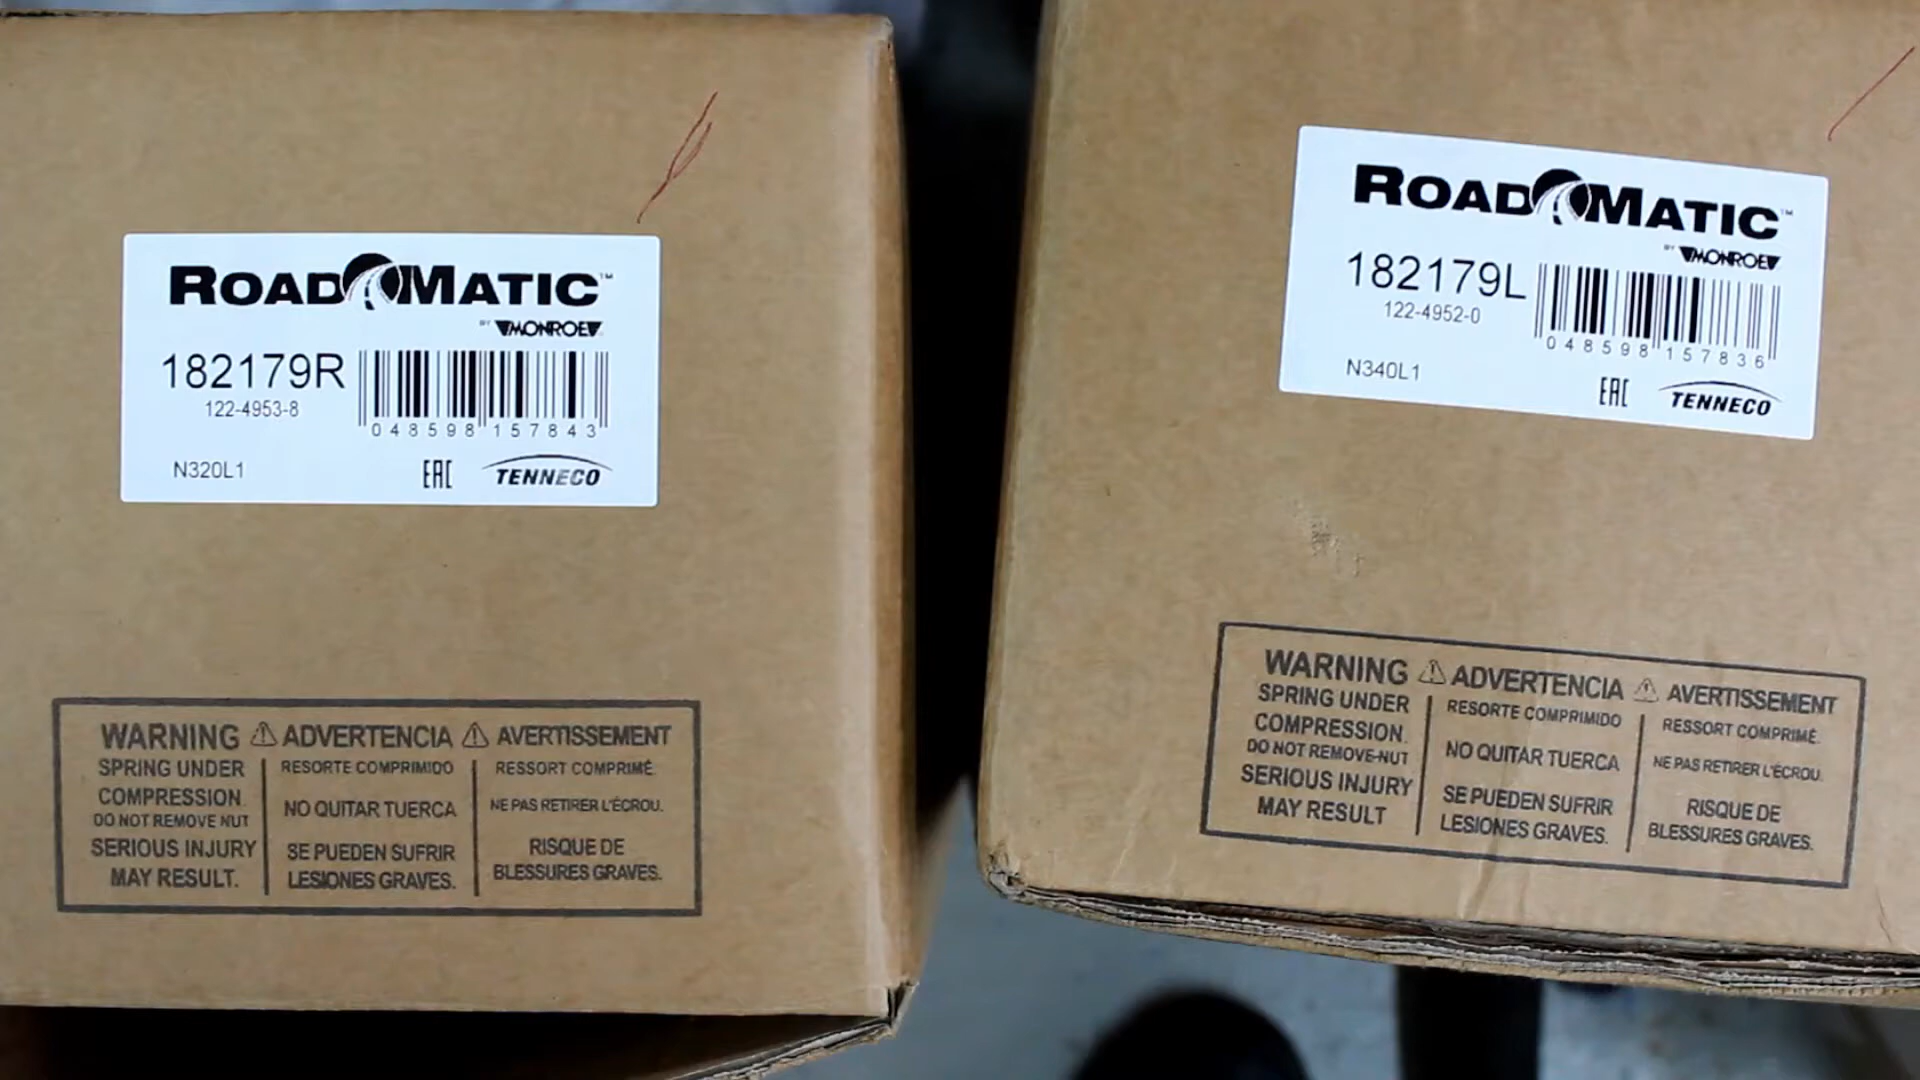 ROADMATIC™
BY MONROE
182179R
122-4953-8
0 48598 15784 3
N320L1
EAC TENNECO
WARNING ⚠ ADVERTENCIA ⚠ AVERTISSEMENT
SPRING UNDER
COMPRESSION.
DO NOT REMOVE NUT
SERIOUS INJURY
MAY RESULT.
RESORTE COMPRIMIDO
NO QUITAR TUERCA
SE PUEDEN SUFRIR
LESIONES GRAVES.
RESSORT COMPRIMÉ.
NE PAS RETIRER L'ÉCROU.
RISQUE DE
BLESSURES GRAVES.
ROADMATIC™
BY MONROE
182179L
122-4952-0
0 48598 15783 6
N340L1
EAC TENNECO
WARNING ⚠ ADVERTENCIA ⚠ AVERTISSEMENT
SPRING UNDER
COMPRESSION.
DO NOT REMOVE NUT
SERIOUS INJURY
MAY RESULT
RESORTE COMPRIMIDO
NO QUITAR TUERCA
SE PUEDEN SUFRIR
LESIONES GRAVES.
RESSORT COMPRIMÉ.
NE PAS RETIRER L'ÉCROU.
RISQUE DE
BLESSURES GRAVES.